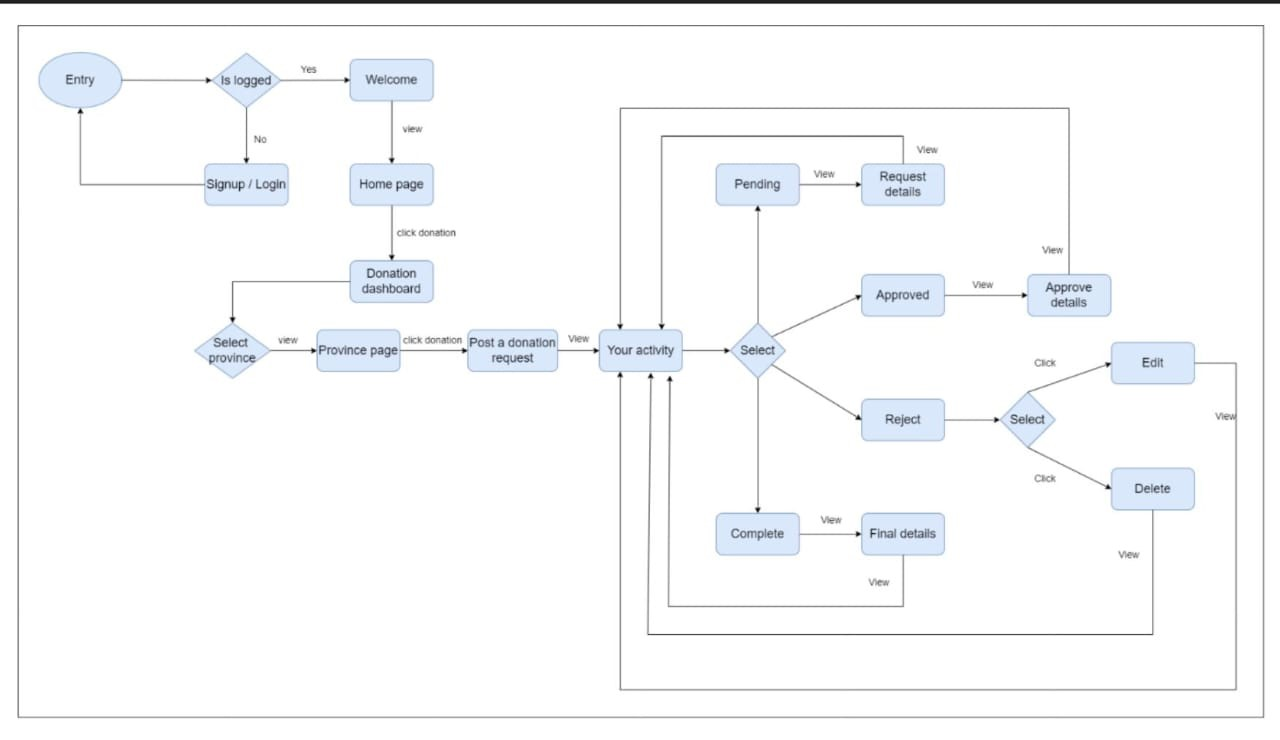 Entry
Is logged
Yes
Welcome
No
view
Signup / Login
Home page
click donation
Donation
dashboard
Select
province
view
Province page
click donation
Post a donation
request
View
Your activity
Select
Pending
View
Request
details
View
Approved
View
Approve
details
View
Reject
Select
Click
Edit
View
Click
Delete
View
Complete
View
Final details
View